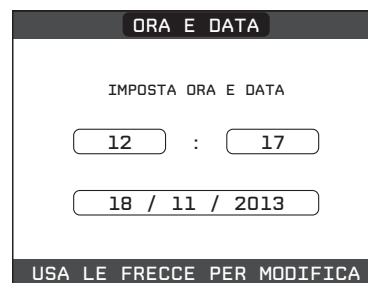 ORA E DATA
IMPOSTA ORA E DATA
12 : 17
18 / 11 / 2013
USA LE FRECCE PER MODIFICA